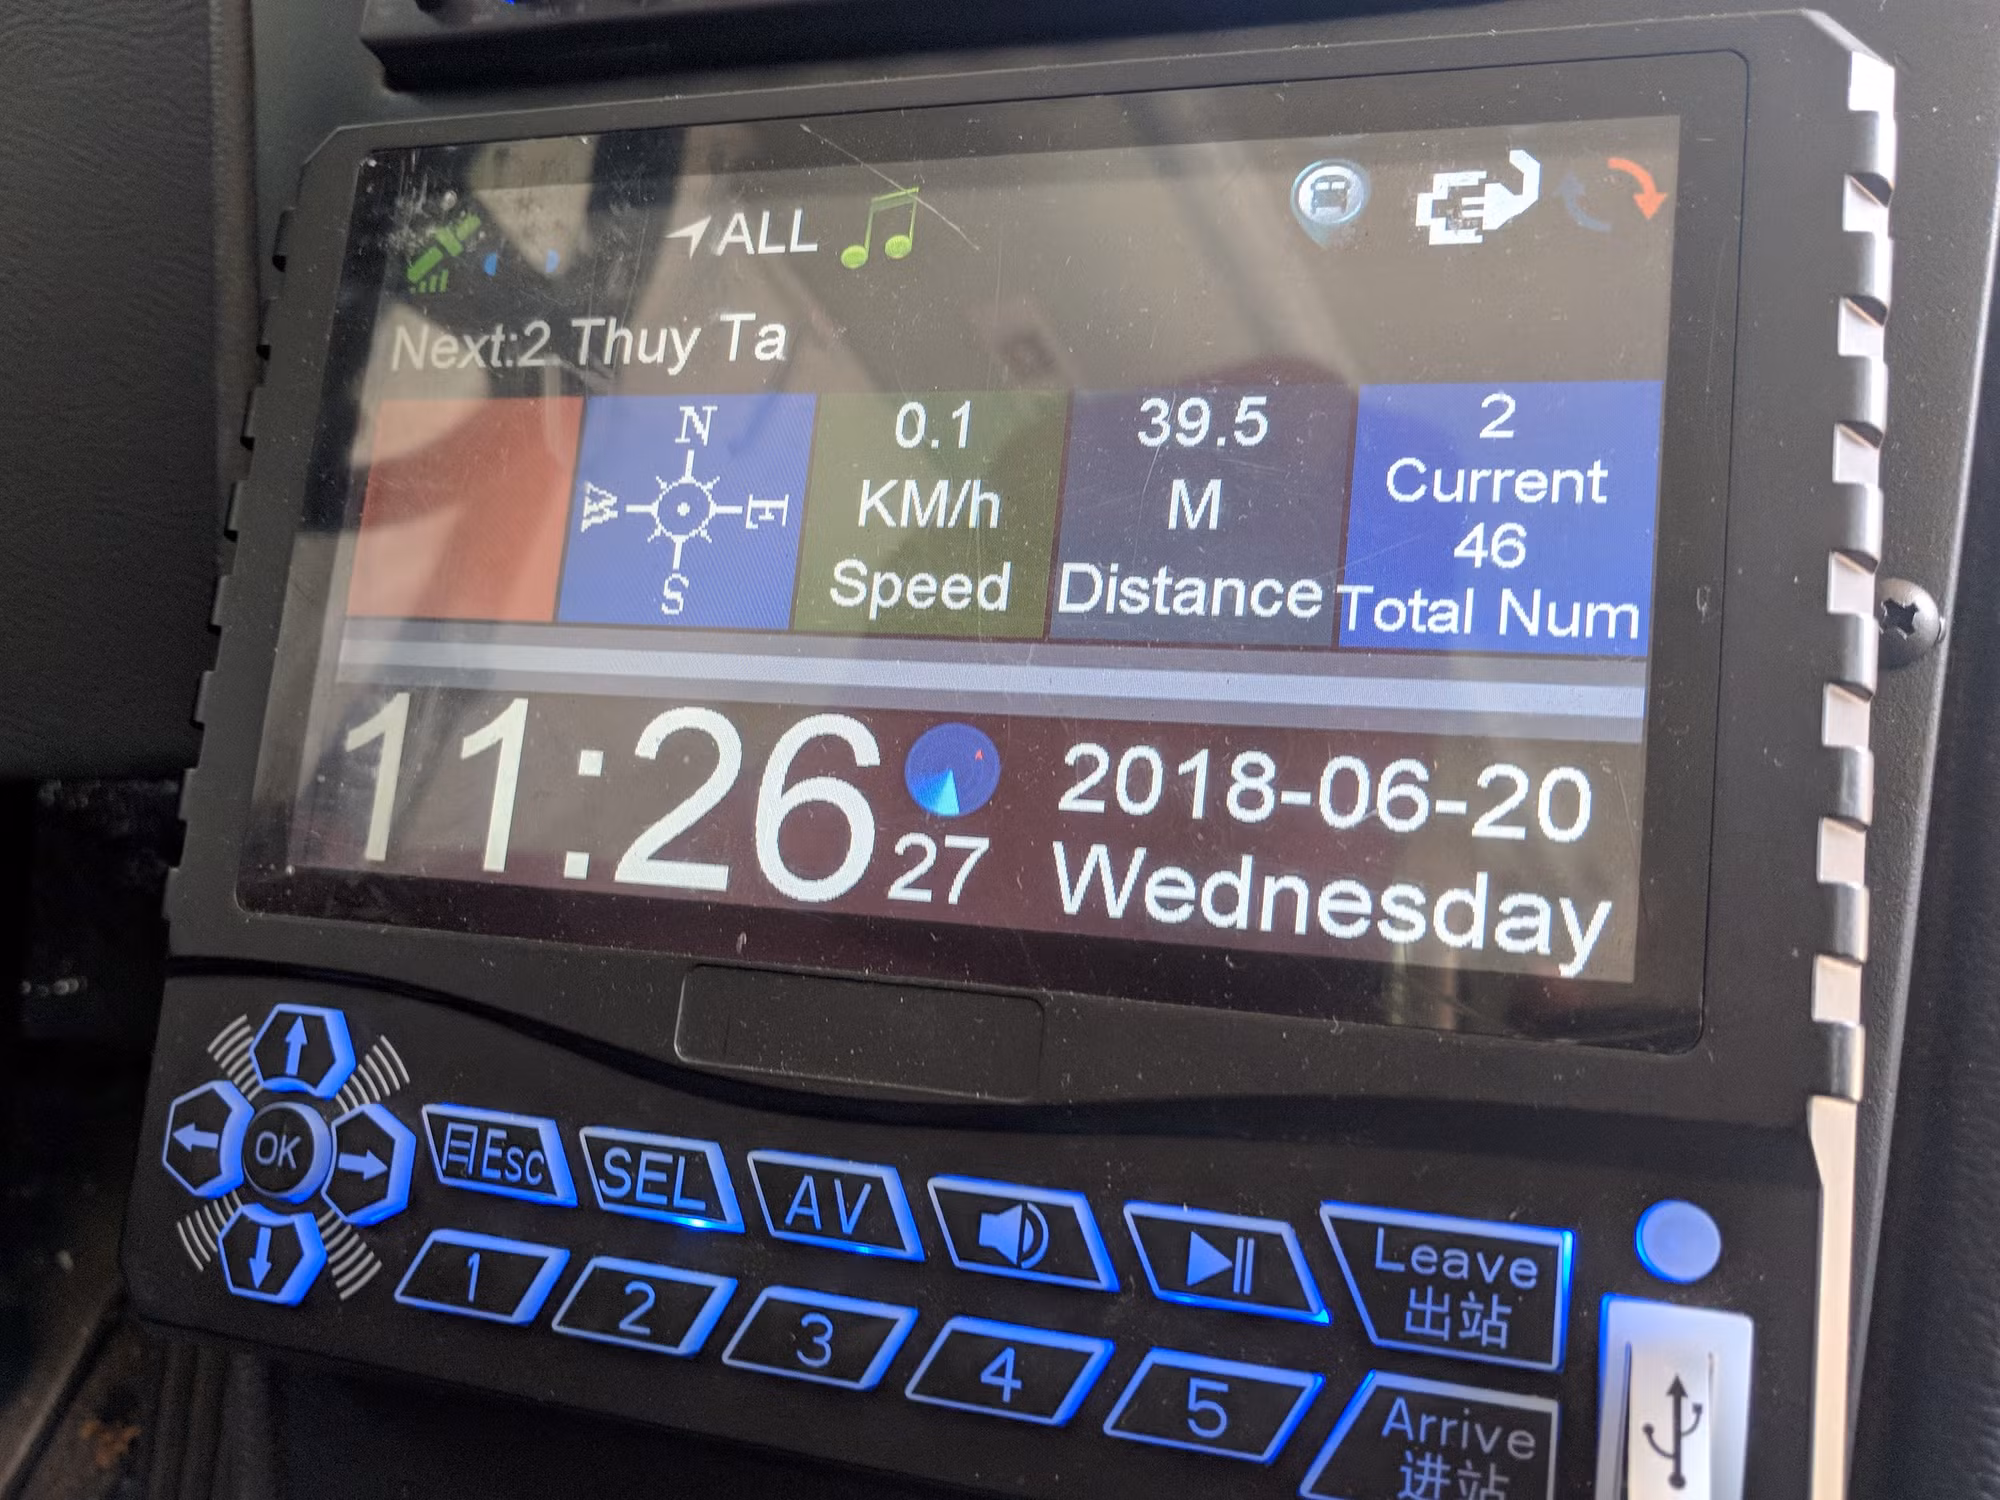 ALL
Next:2 Thuy Ta
N
W E
S
0.1
KM/h
Speed
39.5
M
Distance
2
Current
46
Total Num
11:26
27
2018-06-20
Wednesday
OK
Esc
SEL
AV
Leave
出站
1
2
3
4
5
Arrive
进站